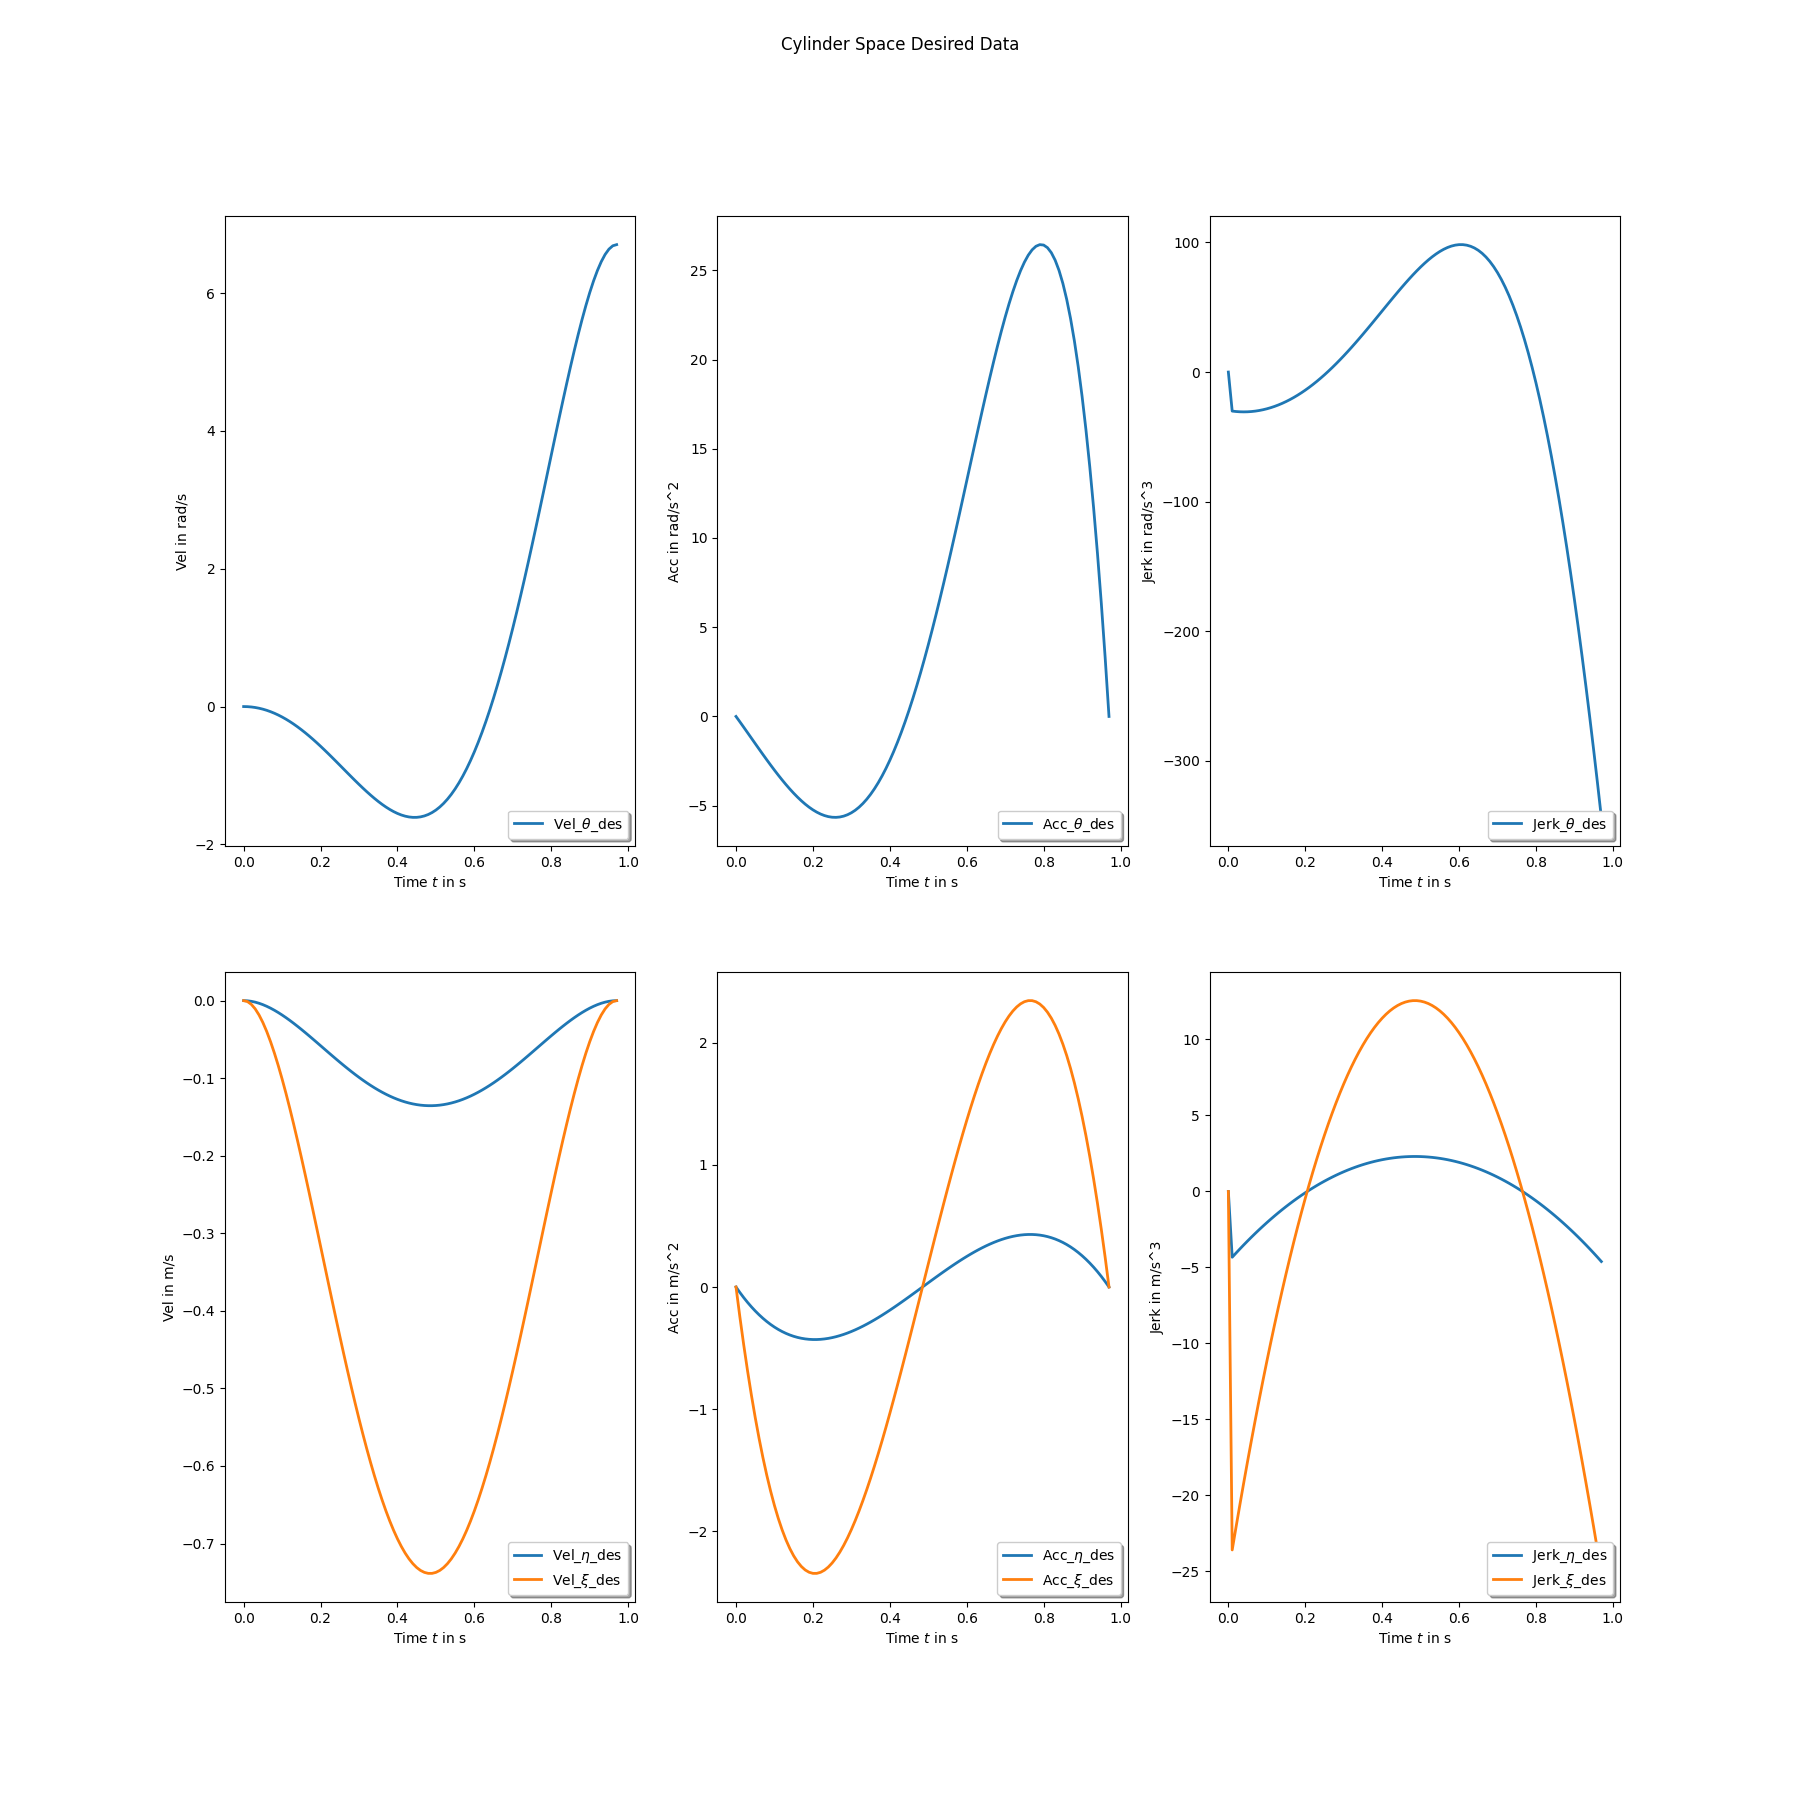 Cylinder Space Desired Data
Vel in rad/s
6
4
2
0
−2
0.0 0.2 0.4 0.6 0.8 1.0
Time t in s
Vel_θ_des
Acc in rad/s^2
25
20
15
10
5
0
−5
0.0 0.2 0.4 0.6 0.8 1.0
Time t in s
Acc_θ_des
Jerk in rad/s^3
100
0
−100
−200
−300
0.0 0.2 0.4 0.6 0.8 1.0
Time t in s
Jerk_θ_des
Vel in m/s
0.0
−0.1
−0.2
−0.3
−0.4
−0.5
−0.6
−0.7
0.0 0.2 0.4 0.6 0.8 1.0
Time t in s
Vel_η_des
Vel_ξ_des
Acc in m/s^2
2
1
0
−1
−2
0.0 0.2 0.4 0.6 0.8 1.0
Time t in s
Acc_η_des
Acc_ξ_des
Jerk in m/s^3
10
5
0
−5
−10
−15
−20
−25
0.0 0.2 0.4 0.6 0.8 1.0
Time t in s
Jerk_η_des
Jerk_ξ_des